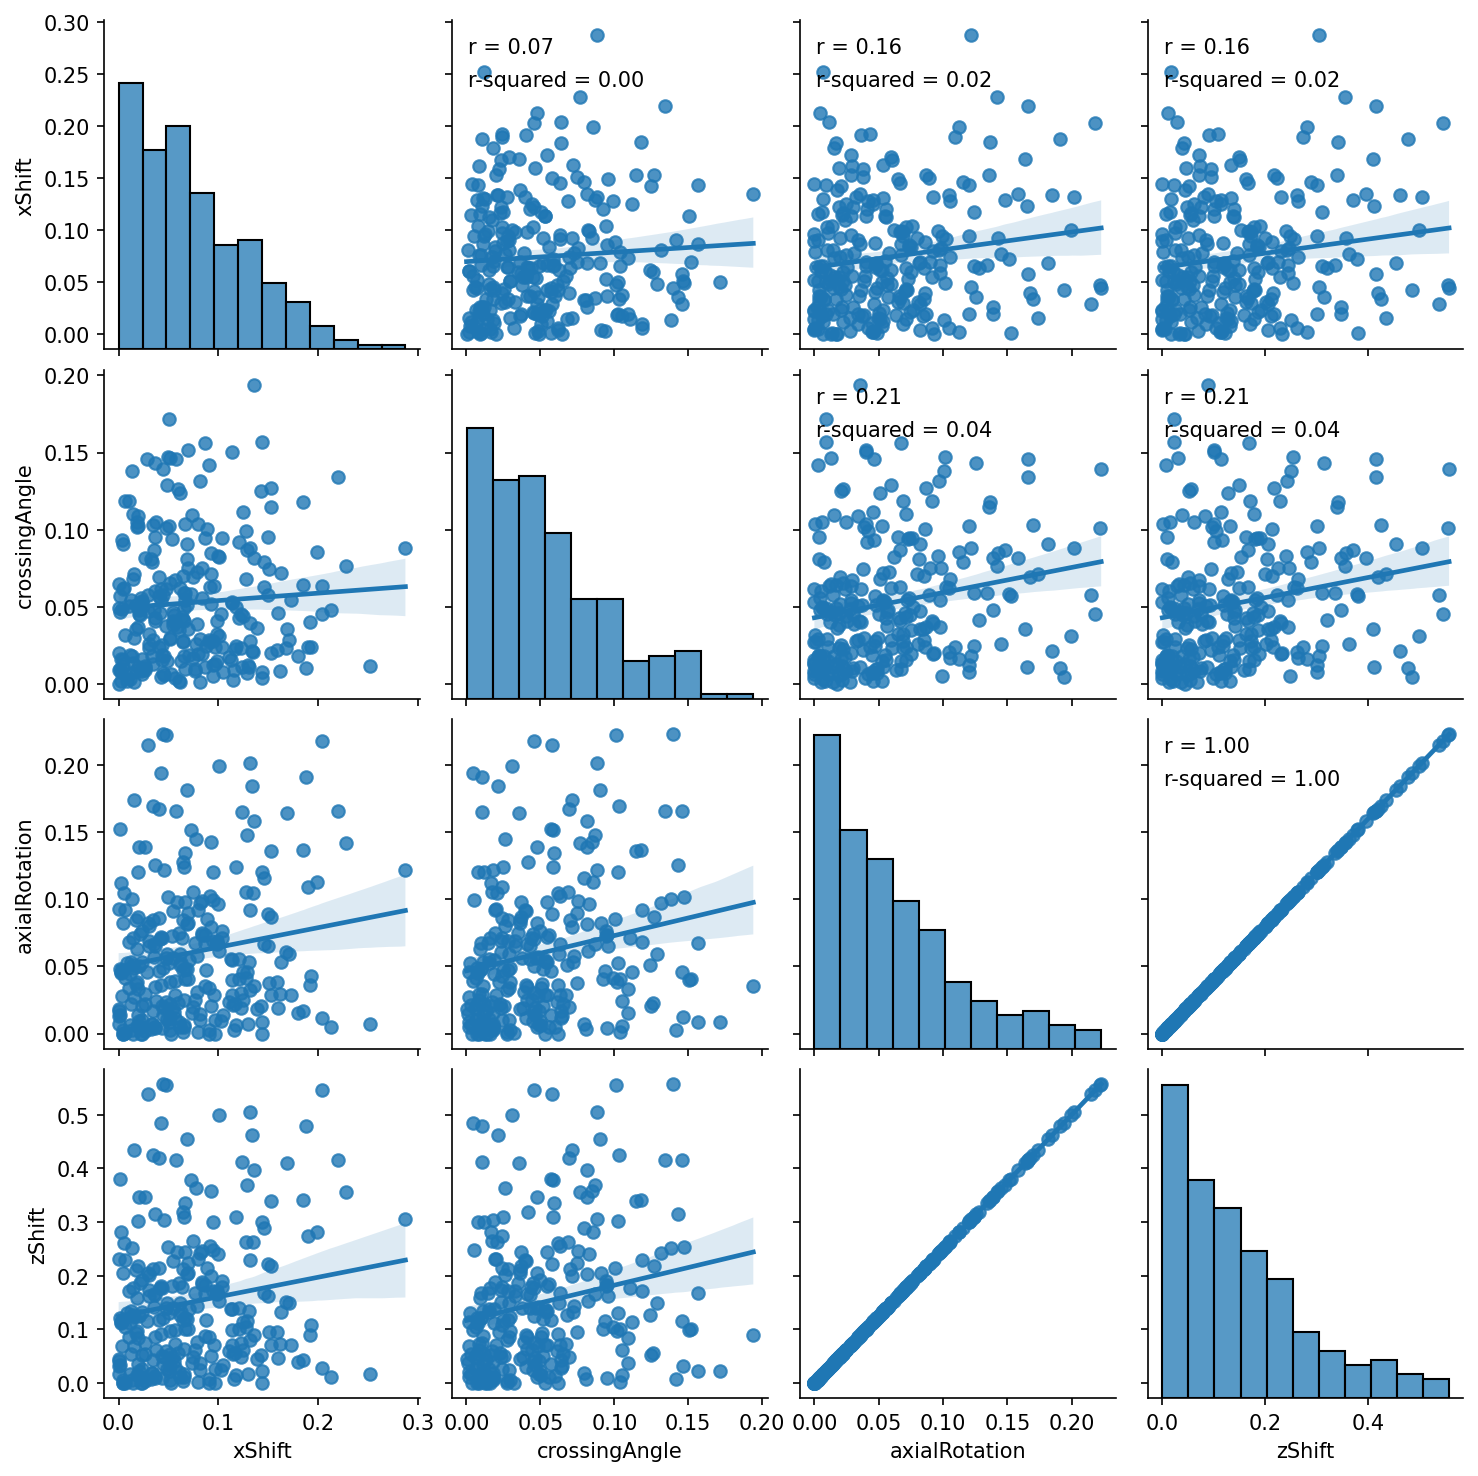 0.30
0.25
0.20
0.15
0.10
0.05
0.00
xShift
r = 0.07
r-squared = 0.00
r = 0.16
r-squared = 0.02
r = 0.16
r-squared = 0.02
0.20
0.15
0.10
0.05
0.00
crossingAngle
r = 0.21
r-squared = 0.04
r = 0.21
r-squared = 0.04
0.20
0.15
0.10
0.05
0.00
axialRotation
r = 1.00
r-squared = 1.00
0.5
0.4
0.3
0.2
0.1
0.0
zShift
0.0 0.1 0.2 0.3
xShift
0.00 0.05 0.10 0.15 0.20
crossingAngle
0.00 0.05 0.10 0.15 0.20
axialRotation
0.0 0.2 0.4
zShift